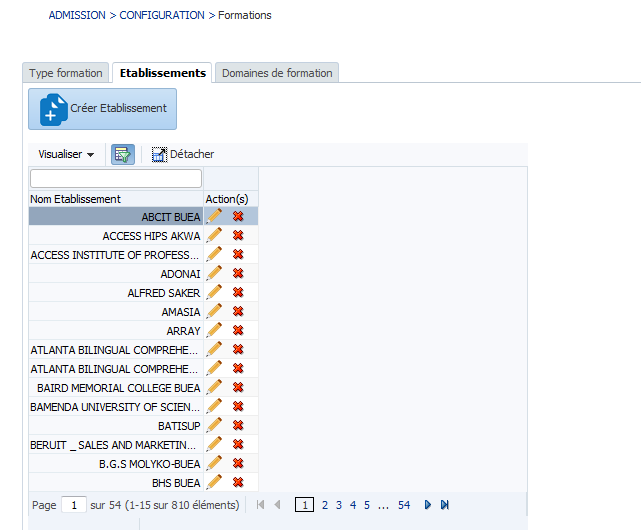 ADMISSION > CONFIGURATION > Formations
Type formation Etablissements Domaines de formation
Créer Etablissement
Visualiser Détacher
Nom Etablissement Action(s)
ABCIT BUEA
ACCESS HIPS AKWA
ACCESS INSTITUTE OF PROFESS...
ADONAI
ALFRED SAKER
AMASIA
ARRAY
ATLANTA BILINGUAL COMPREHE...
ATLANTA BILINGUAL COMPREHE...
BAIRD MEMORIAL COLLEGE BUEA
BAMENDA UNIVERSITY OF SCIEN...
BATISUP
BERUIT _ SALES AND MARKETIN...
B.G.S MOLYKO-BUEA
BHS BUEA
Page 1 sur 54 (1-15 sur 810 éléments) 1 2 3 4 5 ... 54